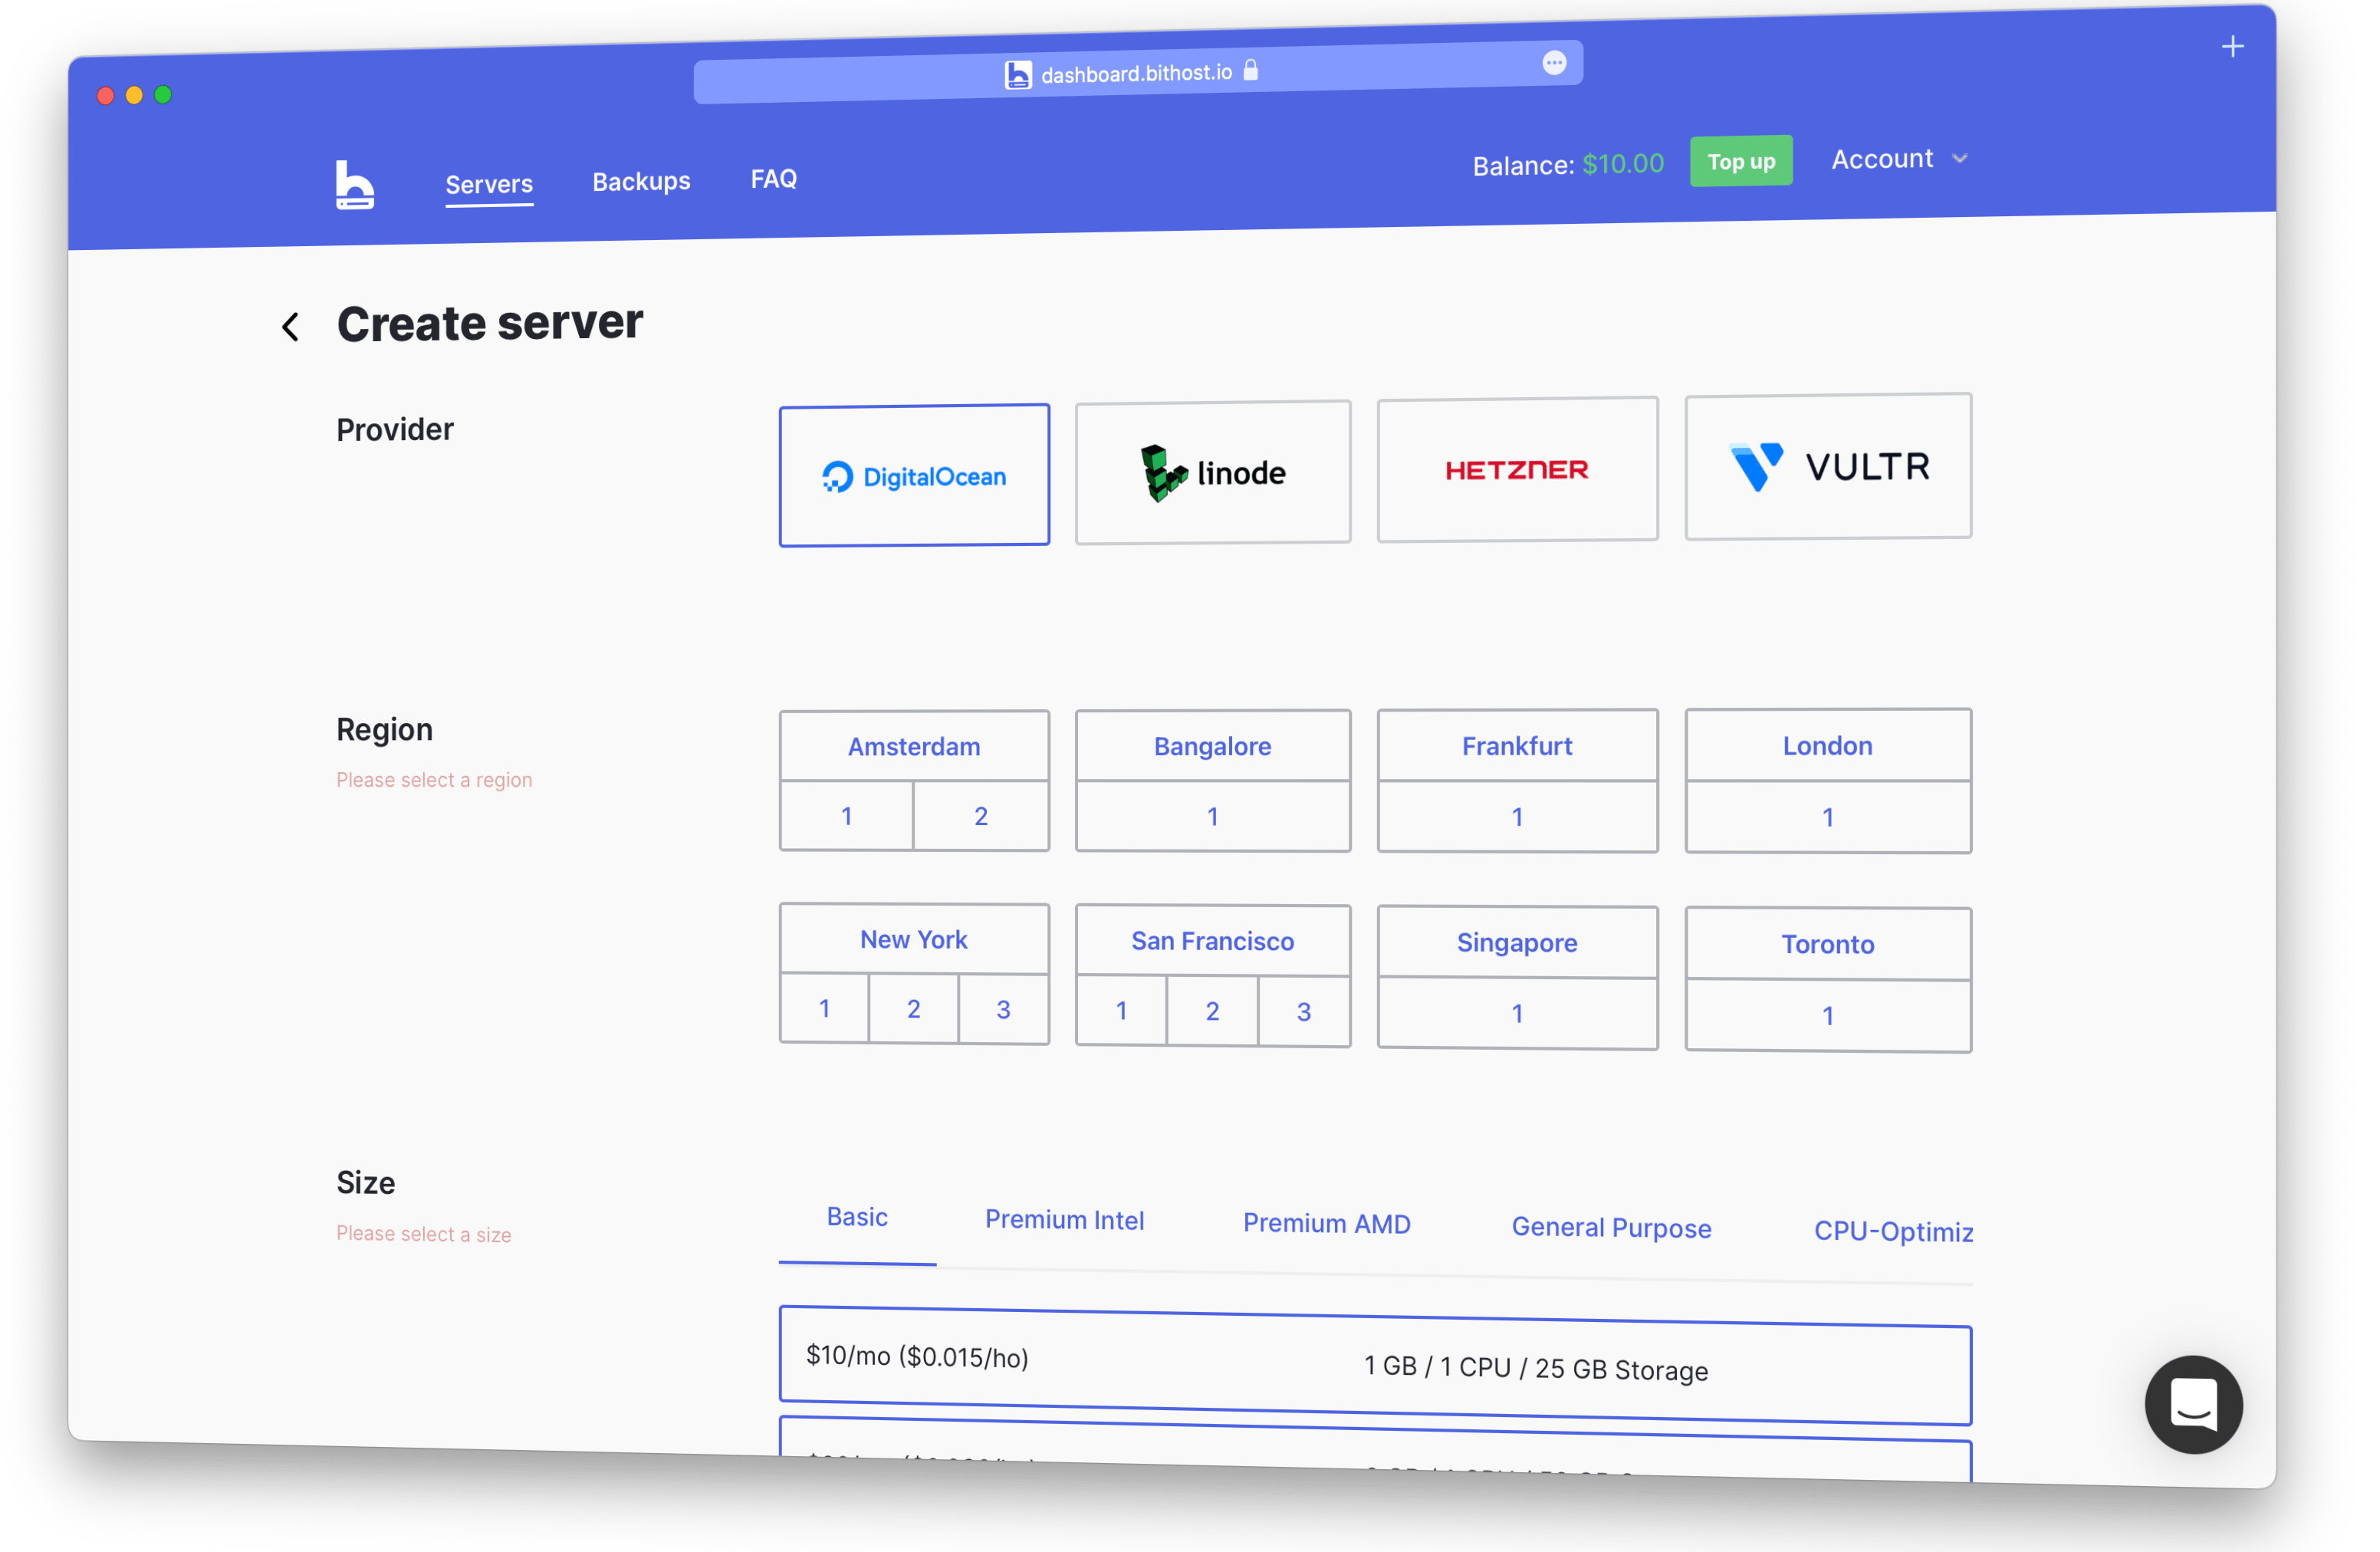 dashboard.bithost.io
Servers Backups FAQ Balance: $10.00 Top up Account
Create server
Provider
DigitalOcean linode HETZNER VULTR
Region
Please select a region
Amsterdam Bangalore Frankfurt London
1 2 1 1 1
New York San Francisco Singapore Toronto
1 2 3 1 2 3 1 1
Size
Please select a size
Basic Premium Intel Premium AMD General Purpose CPU-Optimiz
$10/mo ($0.015/ho) 1 GB / 1 CPU / 25 GB Storage